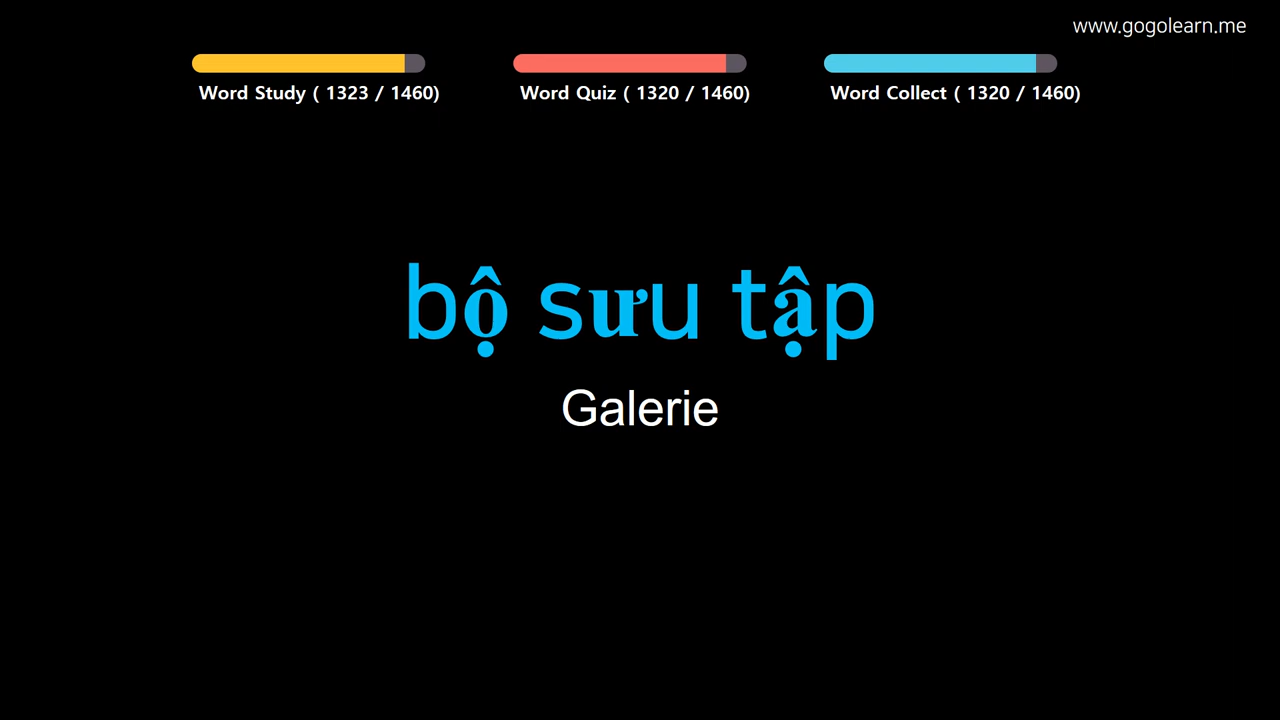 www.gogolearn.me
Word Study ( 1323 / 1460)
Word Quiz ( 1320 / 1460)
Word Collect ( 1320 / 1460)
bộ sưu tập
Galerie